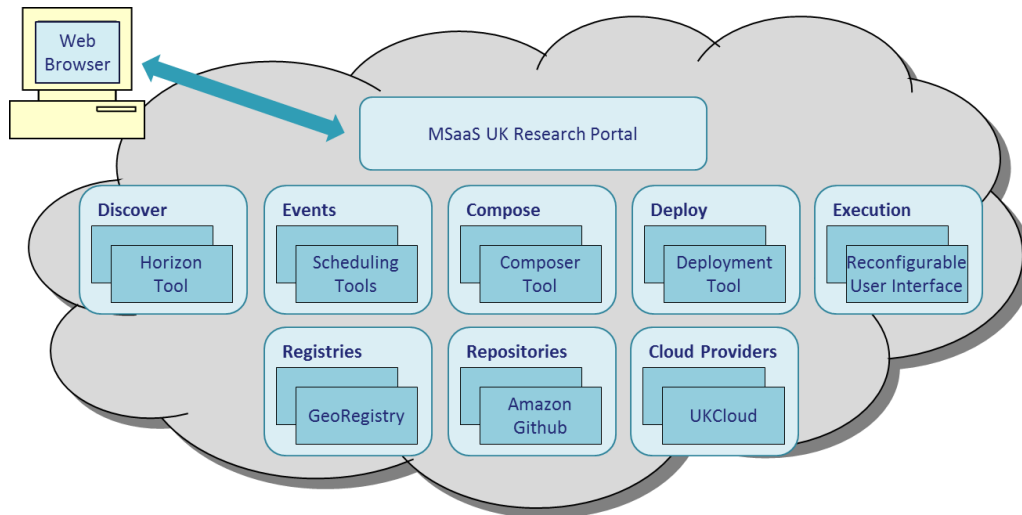 Web
Browser
MSaaS UK Research Portal
Discover
Horizon
Tool
Events
Scheduling
Tools
Compose
Composer
Tool
Deploy
Deployment
Tool
Execution
Reconfigurable
User Interface
Registries
GeoRegistry
Repositories
Amazon
Github
Cloud Providers
UKCloud